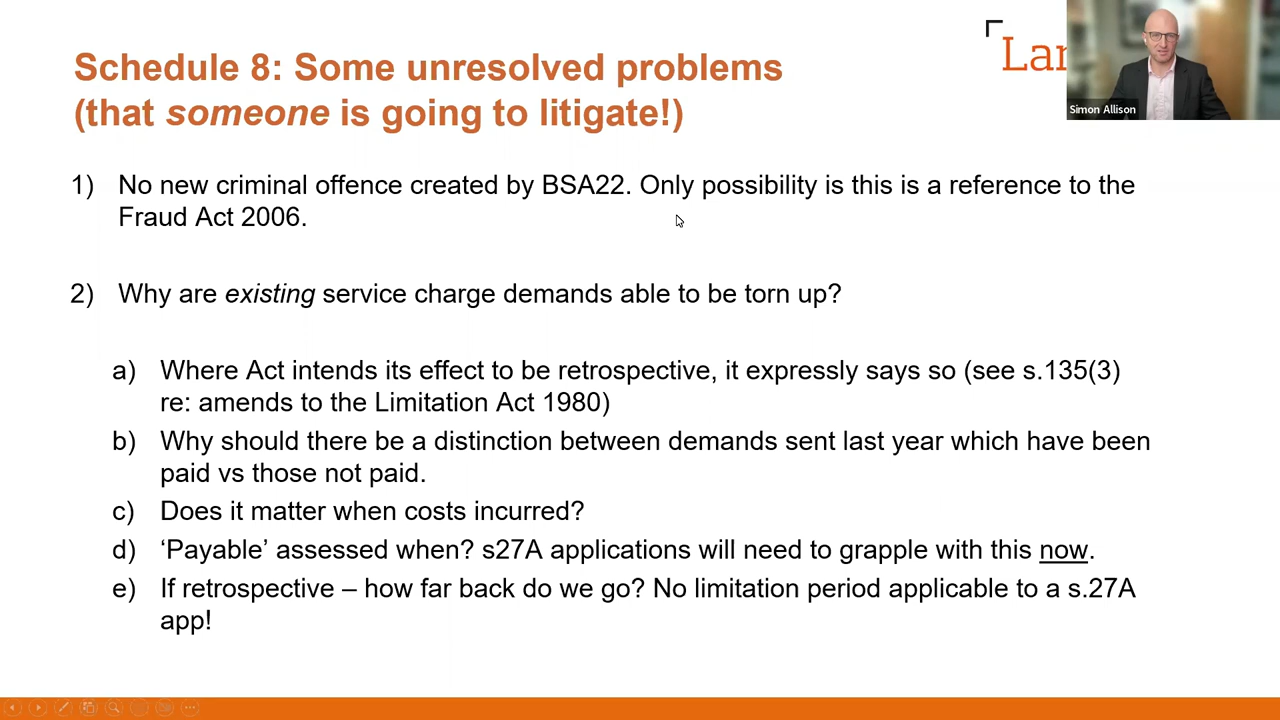 Schedule 8: Some unresolved problems
(that someone is going to litigate!)
Lan
Simon Allison
1) No new criminal offence created by BSA22. Only possibility is this is a reference to the
Fraud Act 2006.
2) Why are existing service charge demands able to be torn up?
a) Where Act intends its effect to be retrospective, it expressly says so (see s.135(3)
re: amends to the Limitation Act 1980)
b) Why should there be a distinction between demands sent last year which have been
paid vs those not paid.
c) Does it matter when costs incurred?
d) ‘Payable’ assessed when? s27A applications will need to grapple with this now.
e) If retrospective – how far back do we go? No limitation period applicable to a s.27A
app!